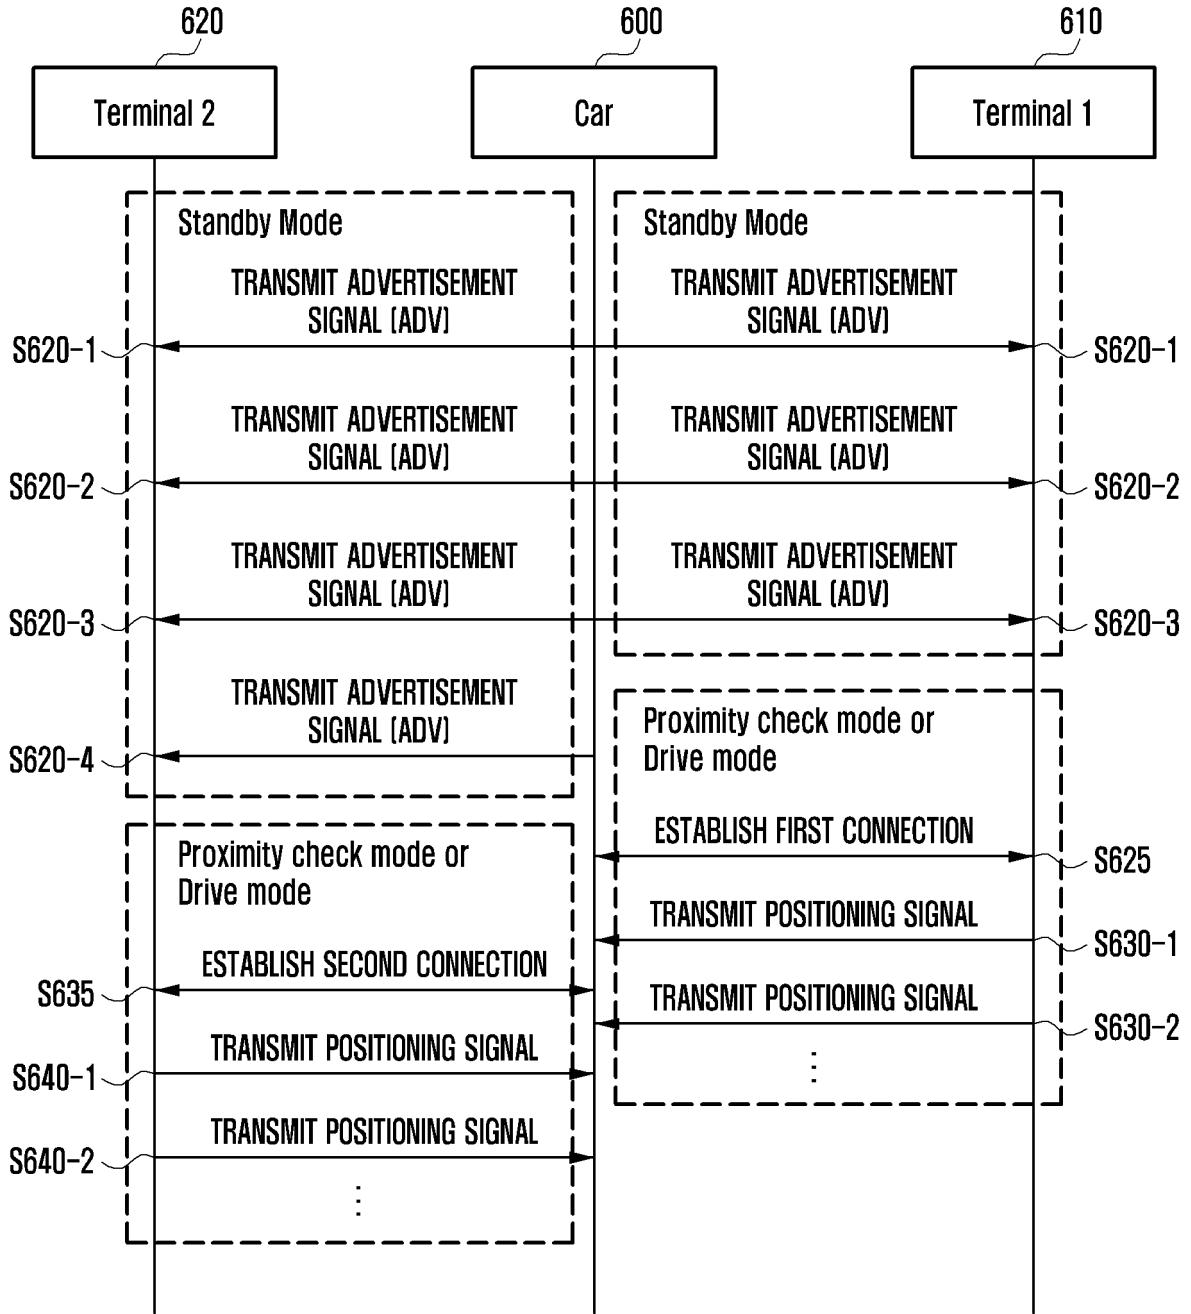 620
600
610
Terminal 2
Car
Terminal 1
Standby Mode
Standby Mode
TRANSMIT ADVERTISEMENT
SIGNAL (ADV)
TRANSMIT ADVERTISEMENT
SIGNAL (ADV)
S620-1
S620-1
TRANSMIT ADVERTISEMENT
SIGNAL (ADV)
TRANSMIT ADVERTISEMENT
SIGNAL (ADV)
S620-2
S620-2
TRANSMIT ADVERTISEMENT
SIGNAL (ADV)
TRANSMIT ADVERTISEMENT
SIGNAL (ADV)
S620-3
S620-3
TRANSMIT ADVERTISEMENT
SIGNAL (ADV)
S620-4
Proximity check mode or
Drive mode
ESTABLISH FIRST CONNECTION
S625
Proximity check mode or
Drive mode
TRANSMIT POSITIONING SIGNAL
S630-1
ESTABLISH SECOND CONNECTION
S635
TRANSMIT POSITIONING SIGNAL
S630-2
TRANSMIT POSITIONING SIGNAL
S640-1
TRANSMIT POSITIONING SIGNAL
S640-2